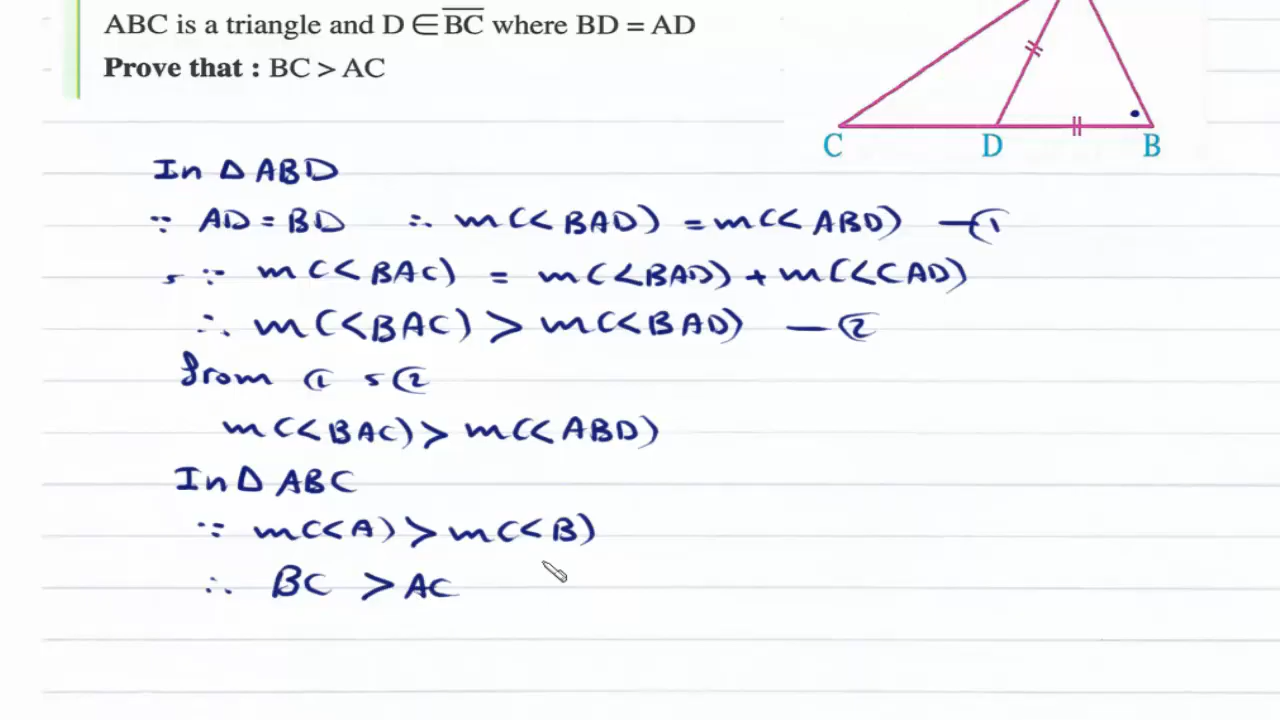 ABC is a triangle and D ∈ B̅C̅ where BD = AD
Prove that : BC > AC
C D B
In Δ ABD
∵ AD = BD ∴ m(<BAD) = m(<ABD) —①
, ∵ m(<BAC) = m(<BAD) + m(<CAD)
∴ m(<BAC) > m(<BAD) —②
from ① , ②
m(<BAC) > m(<ABD)
In Δ ABC
∵ m(<A) > m(<B)
∴ BC > AC